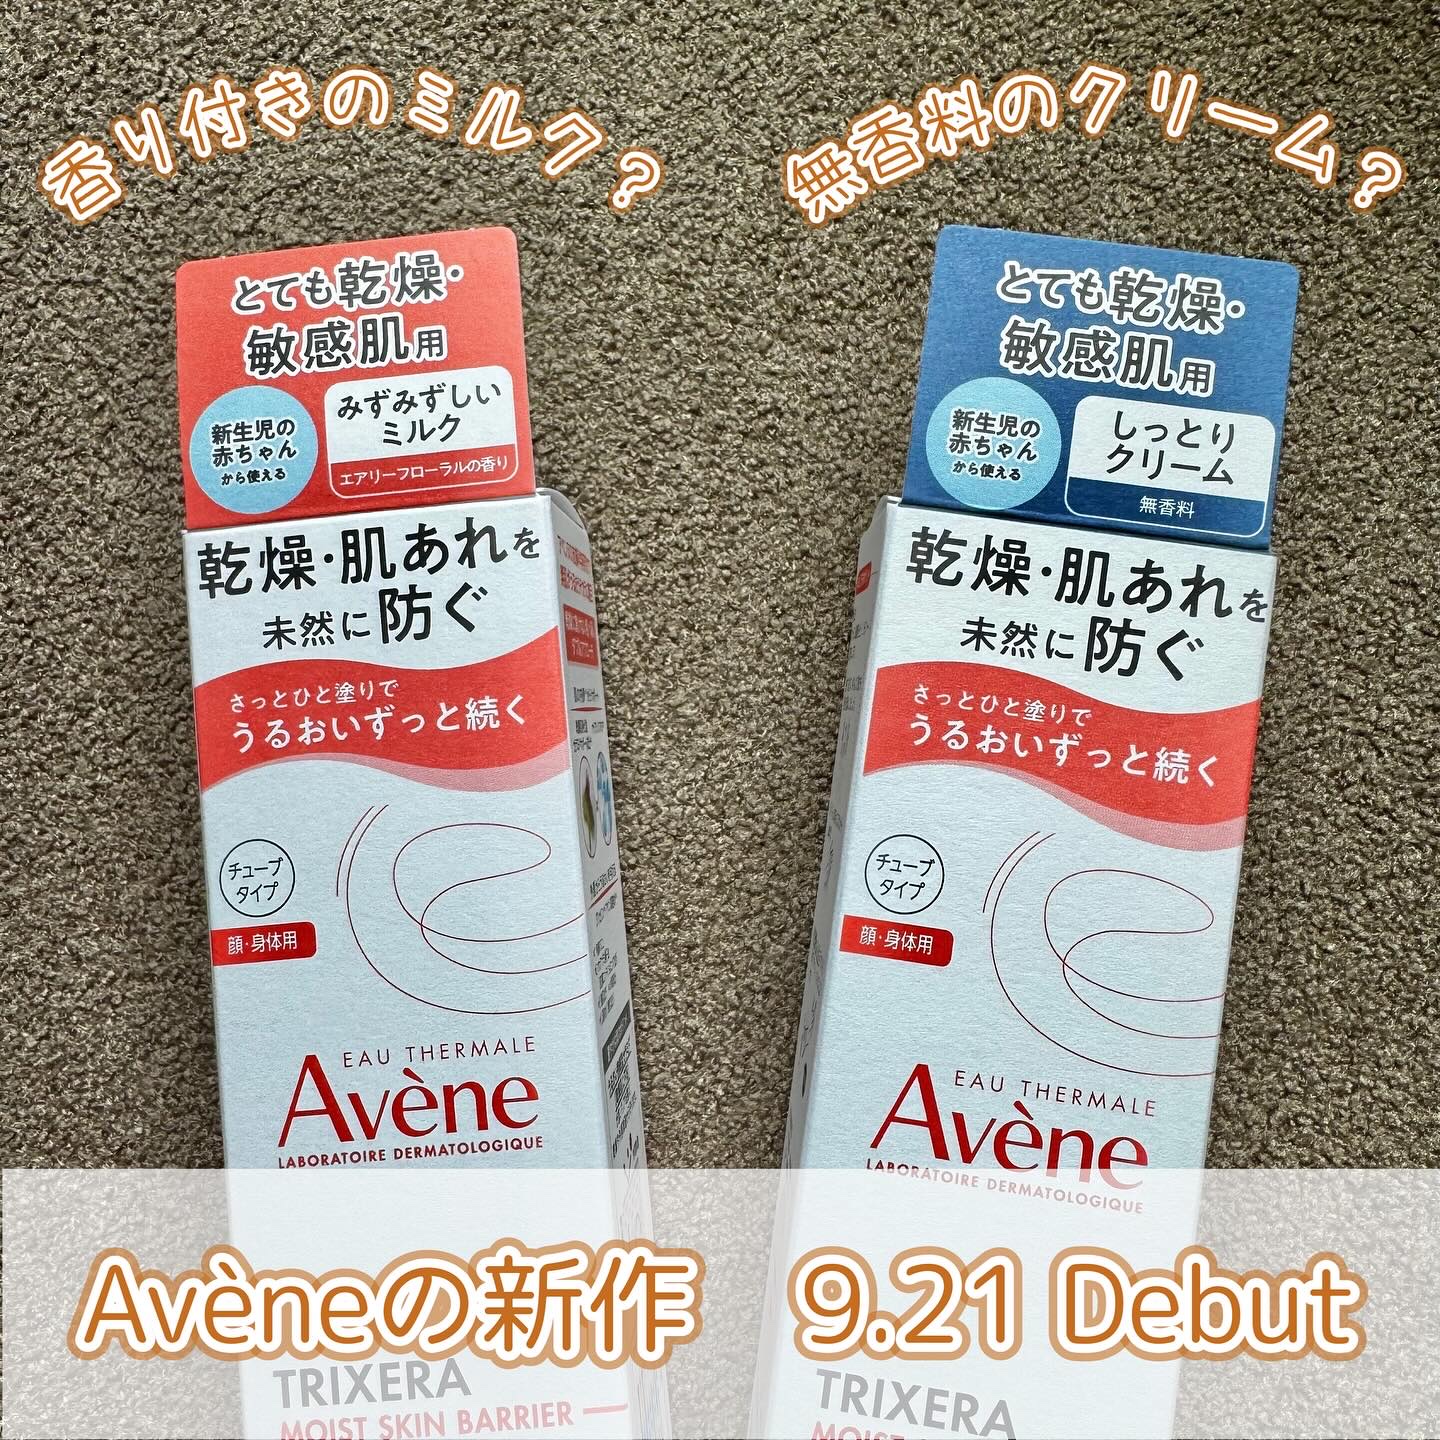 香り付きのミルク？
無香料のクリーム？
とても乾燥・
敏感肌用
新生児の
赤ちゃん
から使える
みずみずしい
ミルク
エアリーフローラルの香り
乾燥・肌あれを
未然に防ぐ
さっとひと塗りで
うるおいずっと続く
チューブ
タイプ
顔・身体用
EAU THERMALE
Avène
LABORATOIRE DERMATOLOGIQUE
TRIXERA
MOIST SKIN BARRIER
とても乾燥・
敏感肌用
新生児の
赤ちゃん
から使える
しっとり
クリーム
無香料
乾燥・肌あれを
未然に防ぐ
さっとひと塗りで
うるおいずっと続く
チューブ
タイプ
顔・身体用
EAU THERMALE
Avène
LABORATOIRE DERMATOLOGIQUE
TRIXERA
Avèneの新作 9.21 Debut